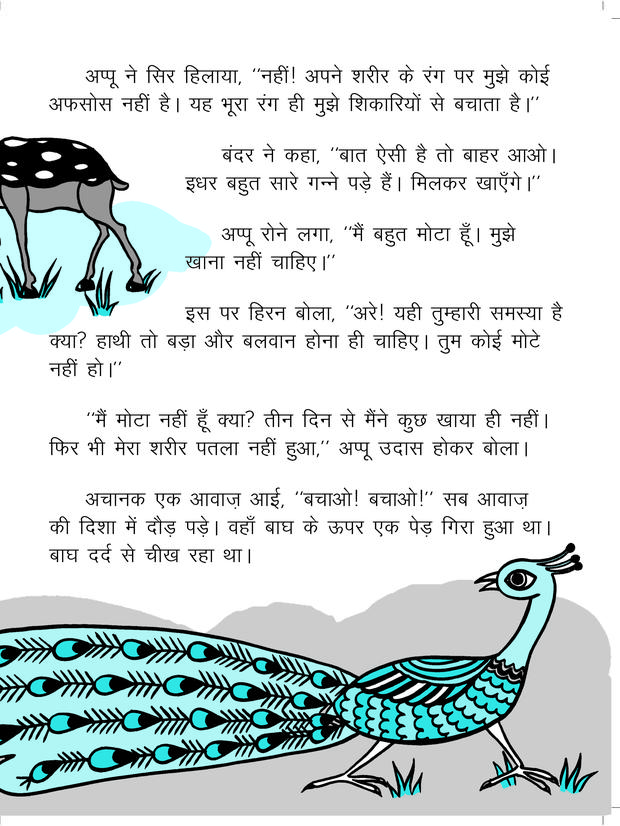 अप्पू ने सिर हिलाया, ‘‘नहीं! अपने शरीर के रंग पर मुझे कोई
अफसोस नहीं है। यह भूरा रंग ही मुझे शिकारियों से बचाता है।’’
बंदर ने कहा, ‘‘बात ऐसी है तो बाहर आओ।
इधर बहुत सारे गन्ने पड़े हैं। मिलकर खाएँगे।’’
अप्पू रोने लगा, ‘‘मैं बहुत मोटा हूँ। मुझे
खाना नहीं चाहिए।’’
इस पर हिरन बोला, ‘‘अरे! यही तुम्हारी समस्या है
क्या? हाथी तो बड़ा और बलवान होना ही चाहिए। तुम कोई मोटे
नहीं हो।’’
‘‘मैं मोटा नहीं हूँ क्या? तीन दिन से मैंने कुछ खाया ही नहीं।
फिर भी मेरा शरीर पतला नहीं हुआ,’’ अप्पू उदास होकर बोला।
अचानक एक आवाज़ आई, ‘‘बचाओ! बचाओ!’’ सब आवाज़
की दिशा में दौड़ पड़े। वहाँ बाघ के ऊपर एक पेड़ गिरा हुआ था।
बाघ दर्द से चीख रहा था।